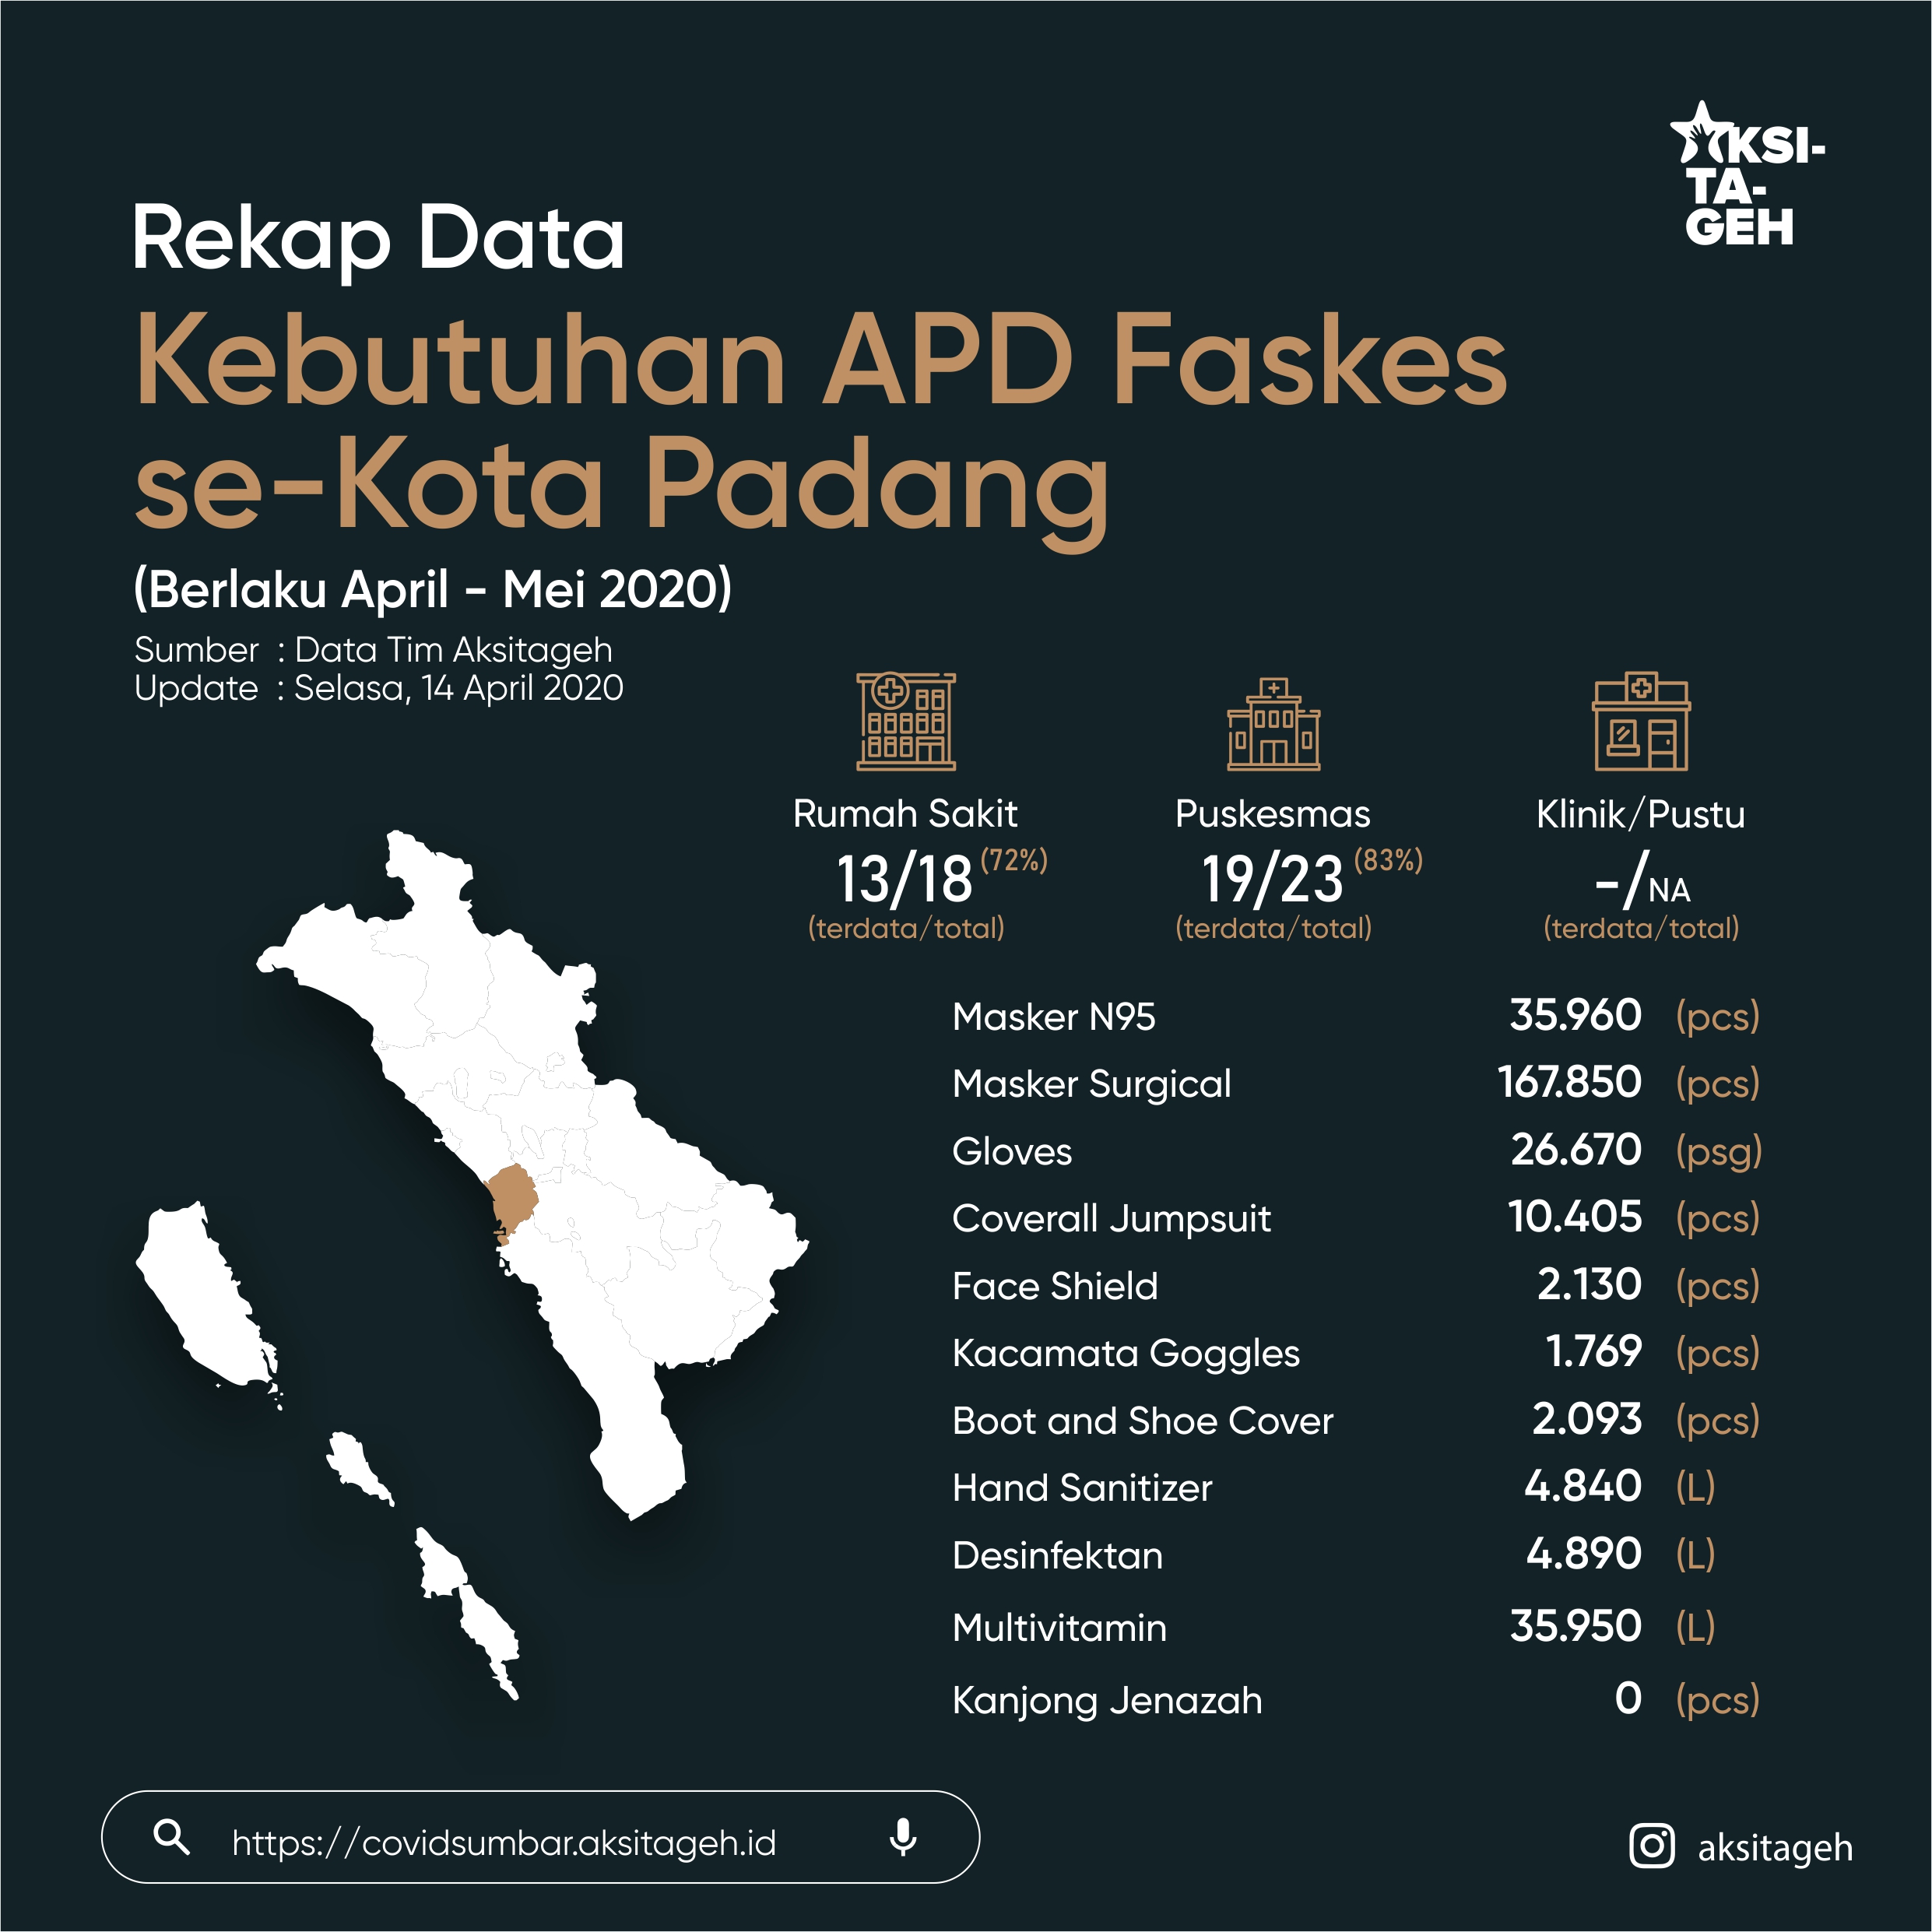 AKSI-
TA-
GEH
Rekap Data
Kebutuhan APD Faskes
se-Kota Padang
(Berlaku April - Mei 2020)
Sumber : Data Tim Aksitageh
Update : Selasa, 14 April 2020
Rumah Sakit
13/18 (72%)
(terdata/total)
Puskesmas
19/23 (83%)
(terdata/total)
Klinik/Pustu
-/NA
(terdata/total)
Masker N95 35.960 (pcs)
Masker Surgical 167.850 (pcs)
Gloves 26.670 (psg)
Coverall Jumpsuit 10.405 (pcs)
Face Shield 2.130 (pcs)
Kacamata Goggles 1.769 (pcs)
Boot and Shoe Cover 2.093 (pcs)
Hand Sanitizer 4.840 (L)
Desinfektan 4.890 (L)
Multivitamin 35.950 (L)
Kanjong Jenazah 0 (pcs)
https://covidsumbar.aksitageh.id
aksitageh